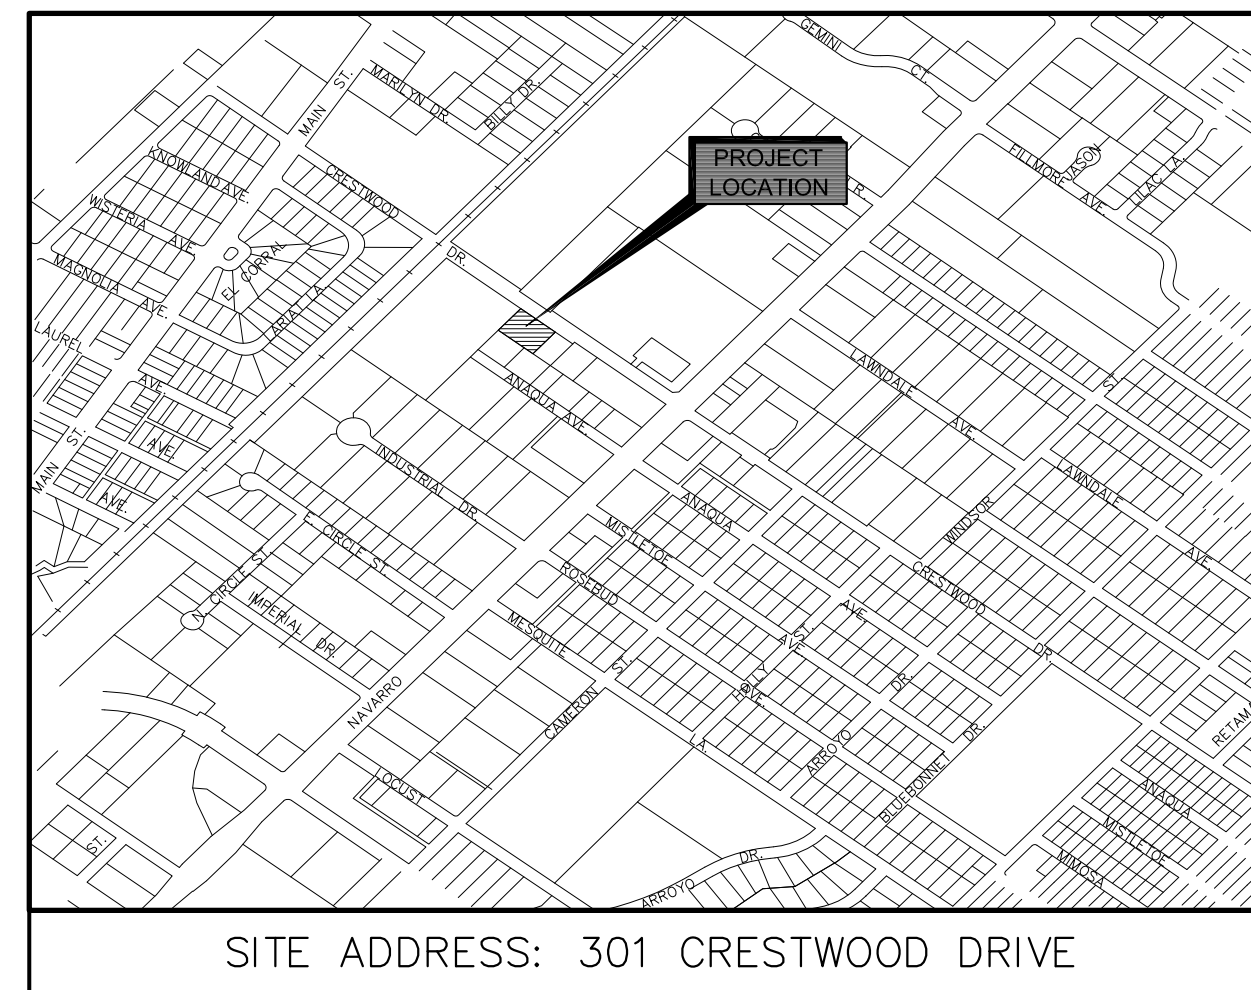 GEMINI
CT.
MAIN ST.
MARILYN DR.
BILLY DR.
KNOWLAND AVE.
CRESTWOOD
DR.
WISTERIA AVE.
MAGNOLIA AVE.
EL CORRAL
LARIAT LA.
LAUREL
AVE.
AVE.
AVE.
MAIN ST.
PROJECT
LOCATION
R.
FILLMORE AVE.
JASON
LILAC LA.
ST
LAWNDALE AVE.
LAWNDALE
AVE.
WINDSOR
ANAQUA AVE.
INDUSTRIAL DR.
E. CIRCLE ST.
N. CIRCLE ST.
IMPERIAL DR.
NAVARRO
ANAQUA
AVE.
MISTLETOE
AVE.
ROSEBUD
AVE.
MESQUITE
LA.
CRESTWOOD
DR.
CAMERON
ST.
HOLLY
ST.
ARROYO
DR.
BLUEBONNET
DR.
LOCUST
ST.
ARROYO
DR.
RETAMA
ANAQUA
MISTLETOE
MIMOSA
SITE ADDRESS: 301 CRESTWOOD DRIVE